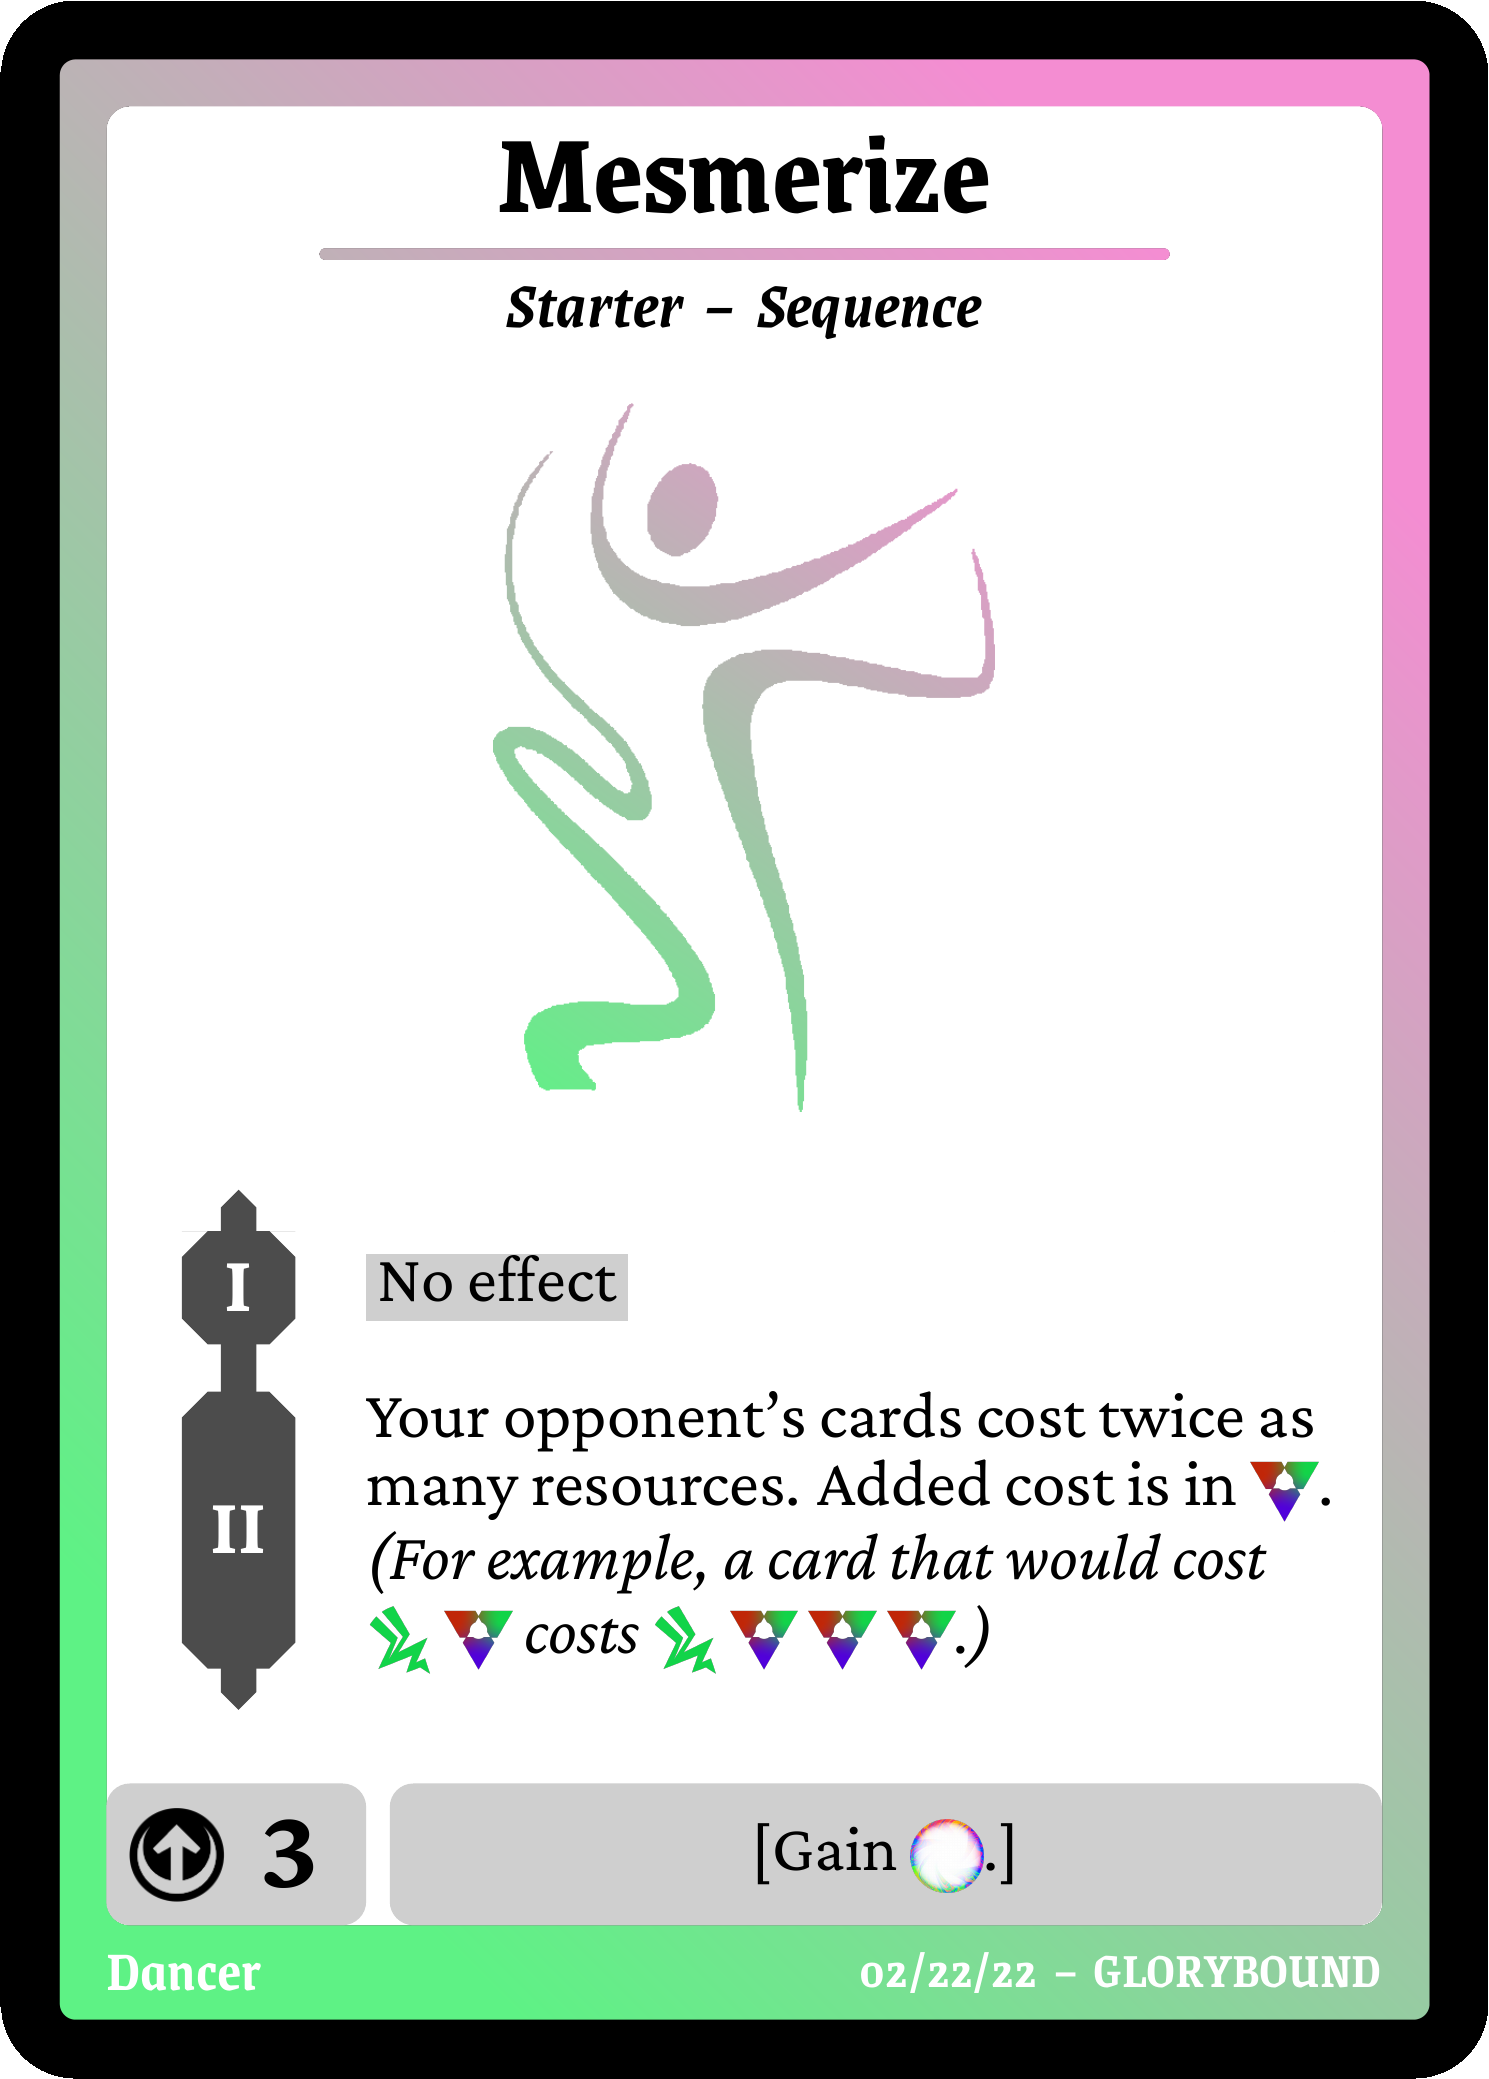 Mesmerize
Starter – Sequence
I
No effect
II
Your opponent’s cards cost twice as
many resources. Added cost is in .
(For example, a card that would cost
costs .)
3
[Gain .]
Dancer
02/22/22 – GLORYBOUND